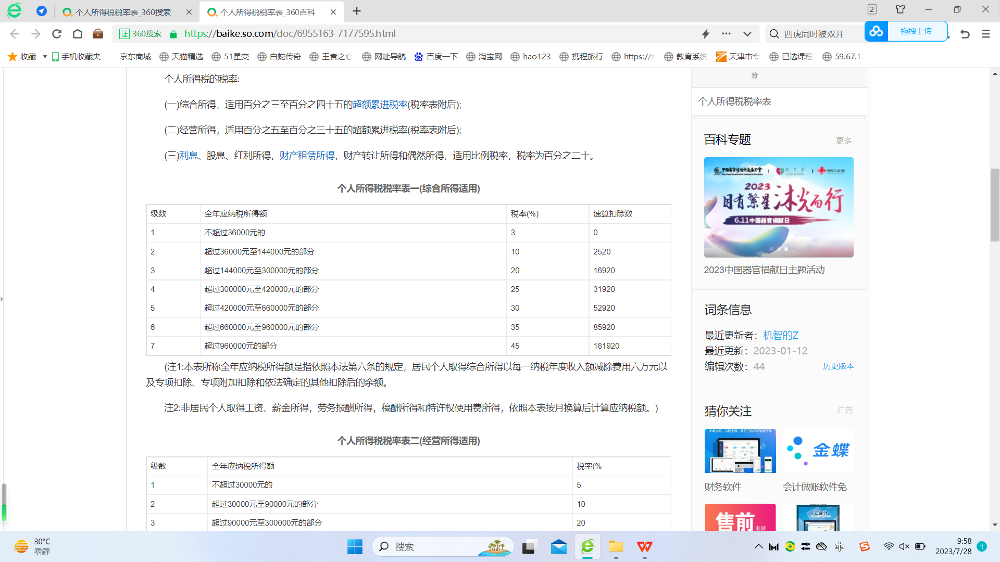 个人所得税税率表_360搜索
个人所得税税率表_360百科
2
证 360搜索
https://baike.so.com/doc/6955163-7177595.html
四虎同时被双开
拖拽上传
收藏
手机收藏夹
京东商城
天猫精选
51星变
白蛇传奇
王者之心
网址导航
百度一下
淘宝网
hao123
携程旅行
https://z
教育系统
天津市专
已选课程
59.67.1.
个人所得税的税率:
(一)综合所得，适用百分之三至百分之四十五的超额累进税率(税率表附后);
(二)经营所得，适用百分之五至百分之三十五的超额累进税率(税率表附后);
(三)利息、股息、红利所得，财产租赁所得，财产转让所得和偶然所得，适用比例税率，税率为百分之二十。
个人所得税税率表一(综合所得适用)
级数 全年应纳税所得额 税率(%) 速算扣除数
1 不超过36000元的 3 0
2 超过36000元至144000元的部分 10 2520
3 超过144000元至300000元的部分 20 16920
4 超过300000元至420000元的部分 25 31920
5 超过420000元至660000元的部分 30 52920
6 超过660000元至960000元的部分 35 85920
7 超过960000元的部分 45 181920
(注1:本表所称全年应纳税所得额是指依照本法第六条的规定，居民个人取得综合所得以每一纳税年度收入额减除费用六万元以
及专项扣除、专项附加扣除和依法确定的其他扣除后的余额。
注2:非居民个人取得工资、薪金所得，劳务报酬所得，稿酬所得和特许权使用费所得，依照本表按月换算后计算应纳税额。)
个人所得税税率表二(经营所得适用)
级数 全年应纳税所得额 税率(%
1 不超过30000元的 5
2 超过30000元至90000元的部分 10
3 超过90000元至300000元的部分 20
分
个人所得税税率表
百科专题
更多
360公益
2023
目有繁星沐光而行
6.11中国器官捐献日
2023中国器官捐献日主题活动
词条信息
最近更新者：机智的Z
最近更新：2023-01-12
编辑次数：44
历史版本
猜你关注
广告
金蝶
财务软件
会计做账软件免...
售前
电话
云会计
30°C
雾霾
搜索
中
9:58
2023/7/28
1